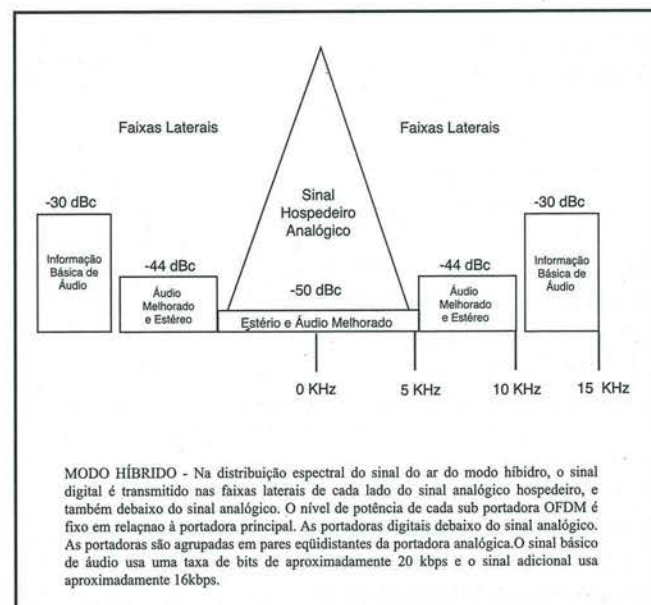 Faixas Laterais
Faixas Laterais
-30 dBc
-30 dBc
Sinal
Hospedeiro
Analógico
Informação
Básica de
Áudio
-44 dBc
-50 dBc
-44 dBc
Informação
Básica de
Áudio
Áudio
Melhorado
e Estéreo
Estério e Áudio Melhorado
Áudio
Melhorado
e Estéreo
0 KHz
5 KHz
10 KHz
15 KHz
MODO HÍBRIDO - Na distribuição espectral do sinal do ar do modo híbidro, o sinal
digital é transmitido nas faixas laterais de cada lado do sinal analógico hospedeiro, e
também debaixo do sinal analógico. O nível de potência de cada sub portadora OFDM é
fixo em relaçnao à portadora principal. As portadoras digitais debaixo do sinal analógico.
As portadoras são agrupadas em pares eqüidistantes da portadora analógica.O sinal básico
de áudio usa uma taxa de bits de aproximadamente 20 kbps e o sinal adicional usa
aproximadamente 16kbps.